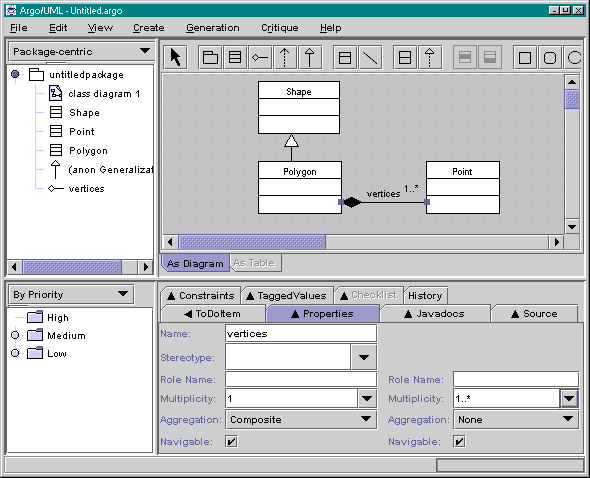 Argo/UML - Untitled.argo
File Edit View Create Generation Critique Help
Package-centric
untitledpackage
class diagram 1
Shape
Point
Polygon
(anon Generalizat
vertices
Shape
Polygon
Point
vertices 1..*
As Diagram As Table
By Priority
High
Medium
Low
Constraints TaggedValues Checklist History
ToDoItem Properties Javadocs Source
Name: vertices
Stereotype:
Role Name: Role Name:
Multiplicity: 1 Multiplicity: 1..*
Aggregation: Composite Aggregation: None
Navigable: Navigable: